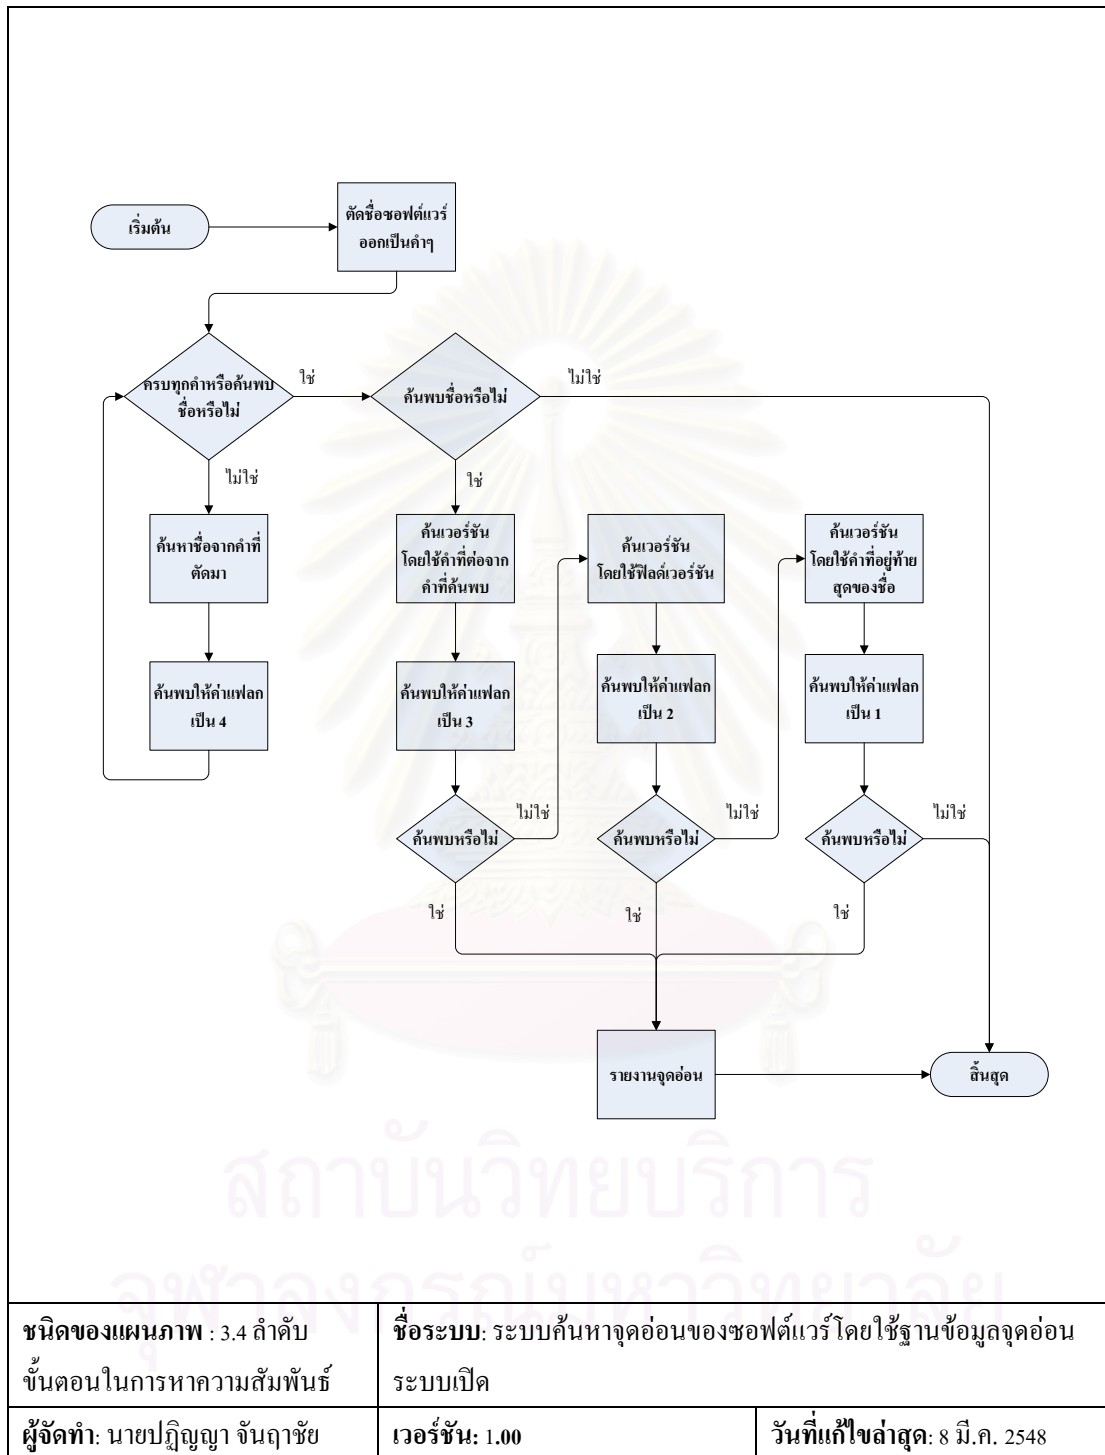 เริ่มต้น
ตัดชื่อซอฟต์แวร์
ออกเป็นคำๆ
ครบทุกคำหรือค้นพบ
ชื่อหรือไม่
ใช่
ค้นพบชื่อหรือไม่
ไม่ใช่
ไม่ใช่
ใช่
ค้นหาชื่อจากคำที่
ตัดมา
ค้นเวอร์ชัน
โดยใช้คำที่ต่อจาก
คำที่ค้นพบ
ค้นเวอร์ชัน
โดยใช้ฟิลด์เวอร์ชัน
ค้นเวอร์ชัน
โดยใช้คำที่อยู่ท้าย
สุดของชื่อ
ค้นพบให้ค่าแฟลก
เป็น 4
ค้นพบให้ค่าแฟลก
เป็น 3
ค้นพบให้ค่าแฟลก
เป็น 2
ค้นพบให้ค่าแฟลก
เป็น 1
ค้นพบหรือไม่
ไม่ใช่
ค้นพบหรือไม่
ไม่ใช่
ค้นพบหรือไม่
ไม่ใช่
ใช่
ใช่
ใช่
รายงานจุดอ่อน
สิ้นสุด
สถาบันวิทยบริการ
จุฬาลงกรณ์มหาวิทยาลัย
ชนิดของแผนภาพ : 3.4 ลำดับ
ขั้นตอนในการหาความสัมพันธ์
ชื่อระบบ: ระบบค้นหาจุดอ่อนของซอฟต์แวร์โดยใช้ฐานข้อมูลจุดอ่อน
ระบบเปิด
ผู้จัดทำ: นายปฏิญญา จันฤาชัย
เวอร์ชัน: 1.00
วันที่แก้ไขล่าสุด: 8 มี.ค. 2548